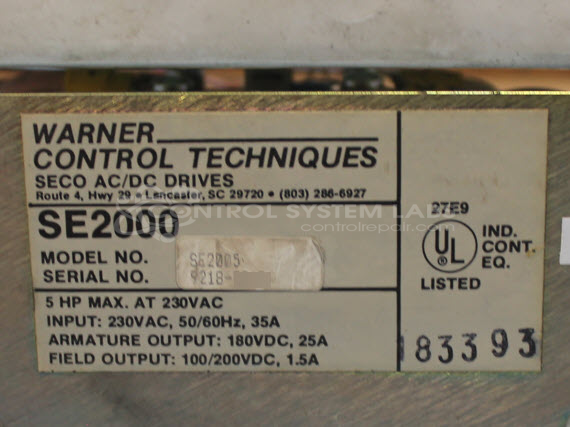 WARNER
CONTROL TECHNIQUES
SECO AC/DC DRIVES
Route 4, Hwy 29 • Lancaster, SC 29720 • (803) 286-6927
SE2000
CONTROL SYSTEM LABS
controlrepair.com
MODEL NO. SE2005
SERIAL NO. 9218-
5 HP MAX. AT 230VAC
INPUT: 230VAC, 50/60Hz, 35A
ARMATURE OUTPUT: 180VDC, 25A
FIELD OUTPUT: 100/200VDC, 1.5A
27E9
UL
IND.
CONT.
EQ.
LISTED
183393